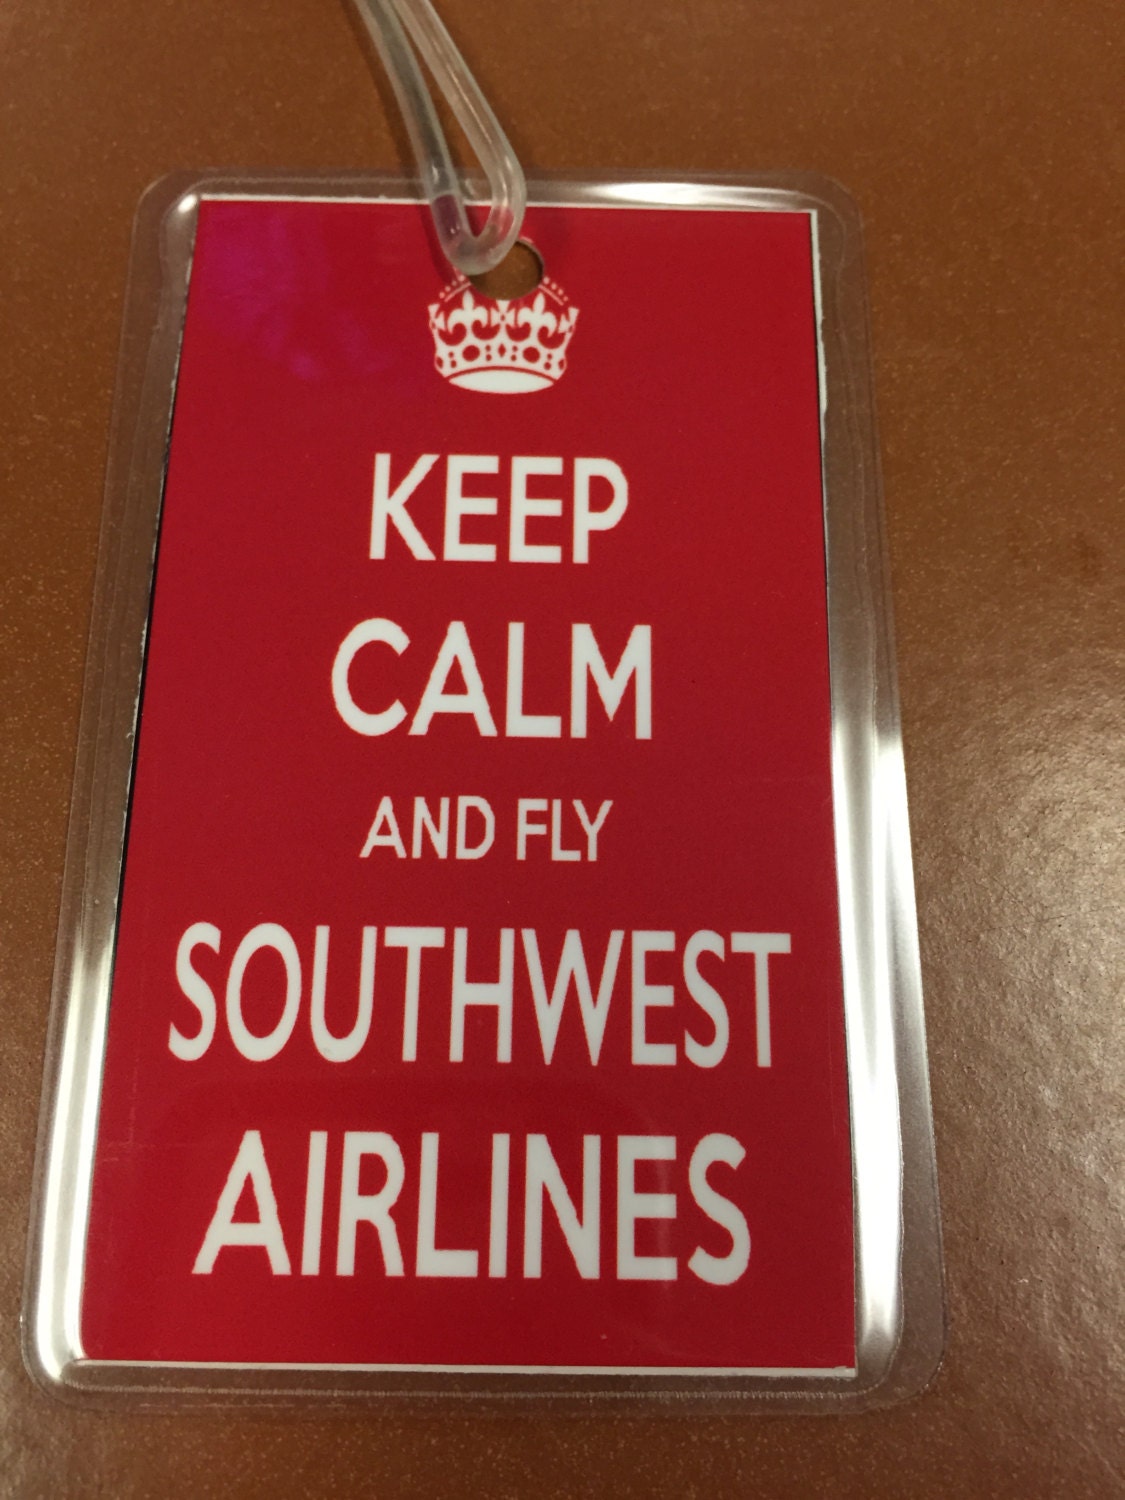 KEEP
CALM
AND FLY
SOUTHWEST
AIRLINES